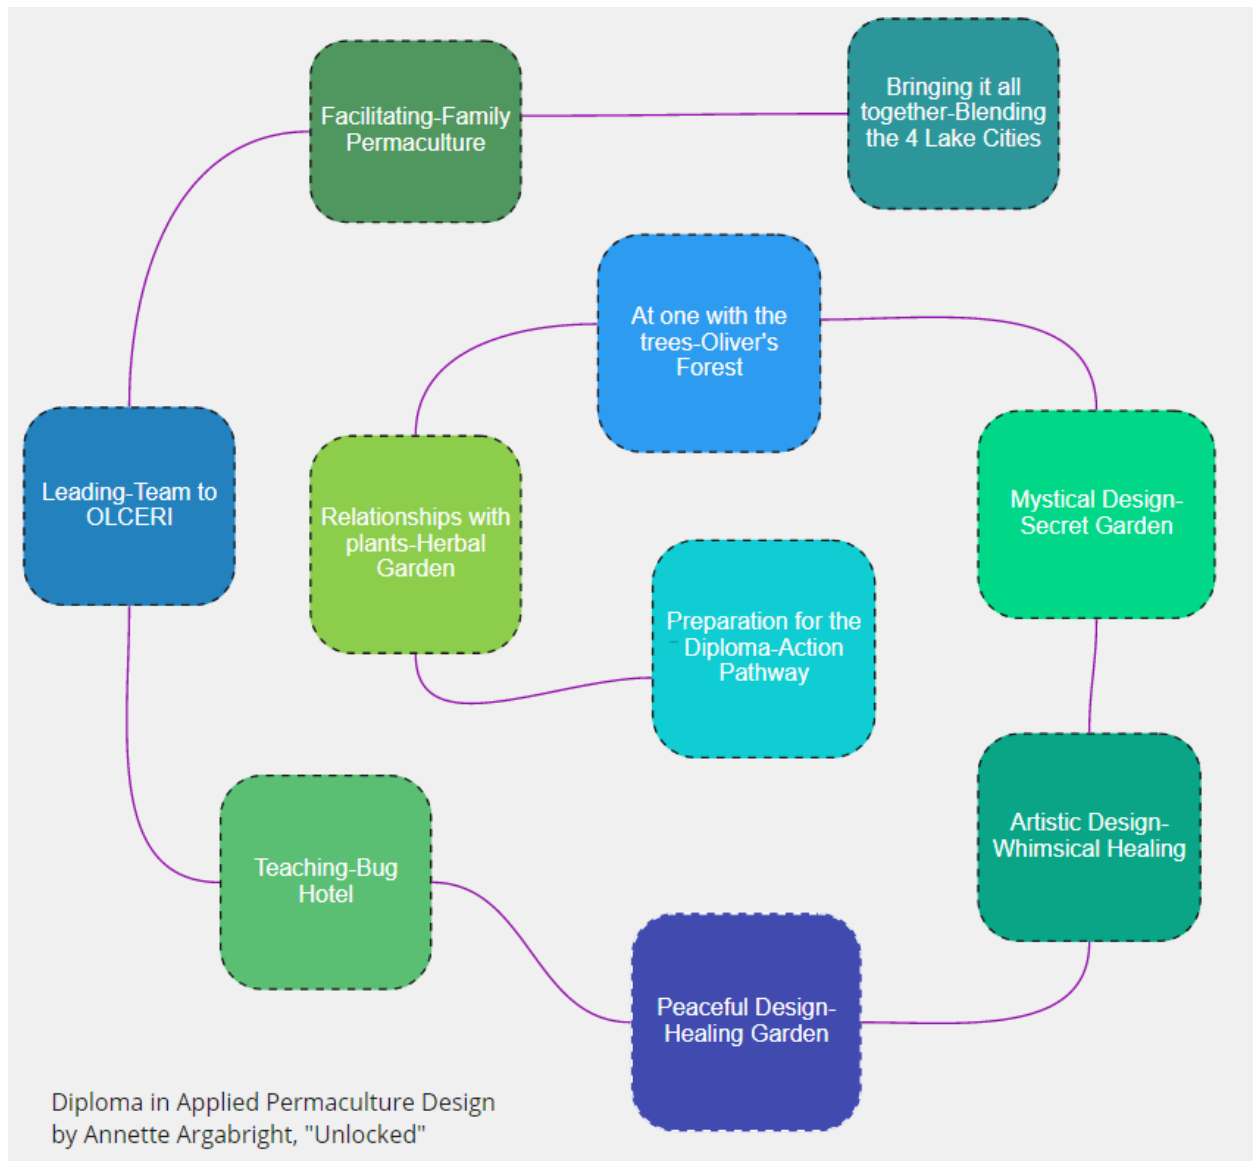 Facilitating-Family
Permaculture
Bringing it all
together-Blending
the 4 Lake Cities
At one with the
trees-Oliver's
Forest
Leading-Team to
OLCERI
Relationships with
plants-Herbal
Garden
Mystical Design-
Secret Garden
Preparation for the
Diploma-Action
Pathway
Artistic Design-
Whimsical Healing
Teaching-Bug
Hotel
Peaceful Design-
Healing Garden
Diploma in Applied Permaculture Design
by Annette Argabright, "Unlocked"